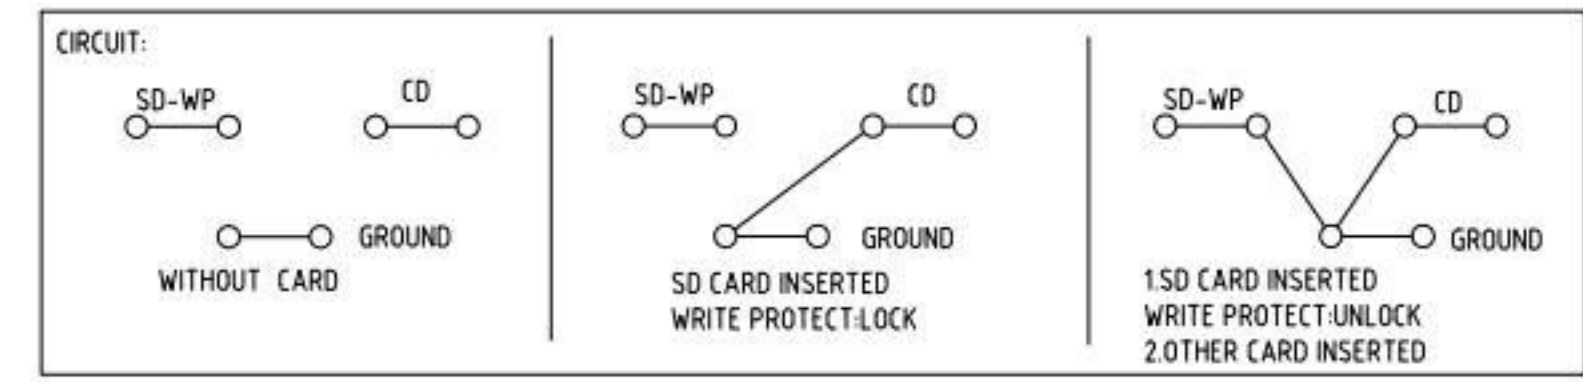 CIRCUIT:
SD-WP CD
GROUND
WITHOUT CARD
SD-WP CD
GROUND
SD CARD INSERTED
WRITE PROTECT:LOCK
SD-WP CD
GROUND
1.SD CARD INSERTED
WRITE PROTECT:UNLOCK
2.OTHER CARD INSERTED